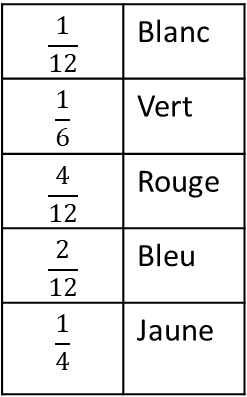 1/12 Blanc
1/6 Vert
4/12 Rouge
2/12 Bleu
1/4 Jaune